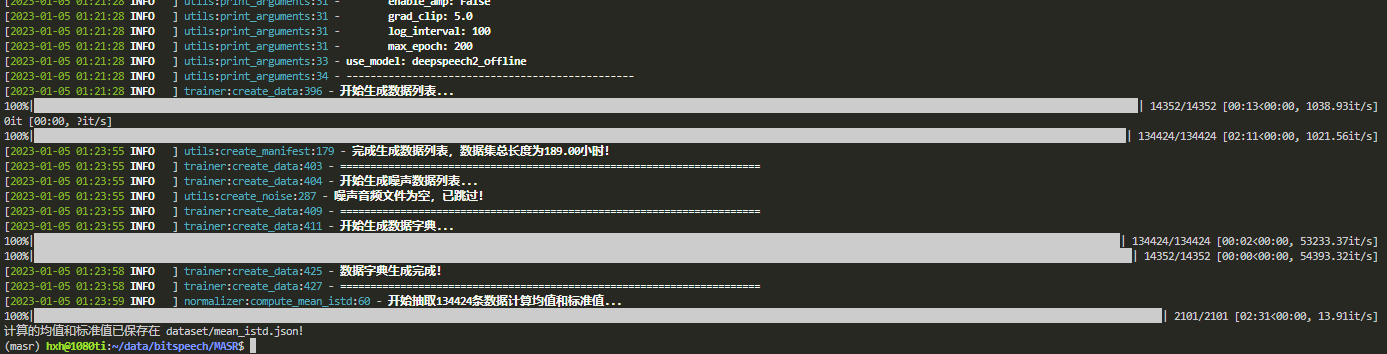 [2023-01-05 01:21:28 INFO   ] utils:print_arguments:31 -        enable_amp: False
[2023-01-05 01:21:28 INFO   ] utils:print_arguments:31 -        grad_clip: 5.0
[2023-01-05 01:21:28 INFO   ] utils:print_arguments:31 -        log_interval: 100
[2023-01-05 01:21:28 INFO   ] utils:print_arguments:31 -        max_epoch: 200
[2023-01-05 01:21:28 INFO   ] utils:print_arguments:33 - use_model: deepspeech2_offline
[2023-01-05 01:21:28 INFO   ] utils:print_arguments:34 - ------------------------------------------------
[2023-01-05 01:21:28 INFO   ] trainer:create_data:396 - 开始生成数据列表...
100%|| 14352/14352 [00:13<00:00, 1038.93it/s]
0it [00:00, ?it/s]
100%|| 134424/134424 [02:11<00:00, 1021.56it/s]
[2023-01-05 01:23:55 INFO   ] utils:create_manifest:179 - 完成生成数据列表，数据集总长度为189.00小时！
[2023-01-05 01:23:55 INFO   ] trainer:create_data:403 - ======================================================================
[2023-01-05 01:23:55 INFO   ] trainer:create_data:404 - 开始生成噪声数据列表...
[2023-01-05 01:23:55 INFO   ] utils:create_noise:287 - 噪声音频文件为空，已跳过！
[2023-01-05 01:23:55 INFO   ] trainer:create_data:409 - ======================================================================
[2023-01-05 01:23:55 INFO   ] trainer:create_data:411 - 开始生成数据字典...
100%|| 134424/134424 [00:02<00:00, 53233.37it/s]
100%|| 14352/14352 [00:00<00:00, 54393.32it/s]
[2023-01-05 01:23:58 INFO   ] trainer:create_data:425 - 数据字典生成完成！
[2023-01-05 01:23:58 INFO   ] trainer:create_data:427 - ======================================================================
[2023-01-05 01:23:59 INFO   ] normalizer:compute_mean_istd:60 - 开始抽取134424条数据计算均值和标准值...
100%|| 2101/2101 [02:31<00:00, 13.91it/s]
计算的均值和标准值已保存在 dataset/mean_istd.json！
(masr) hxh@1080ti:~/data/bitspeech/MASR$